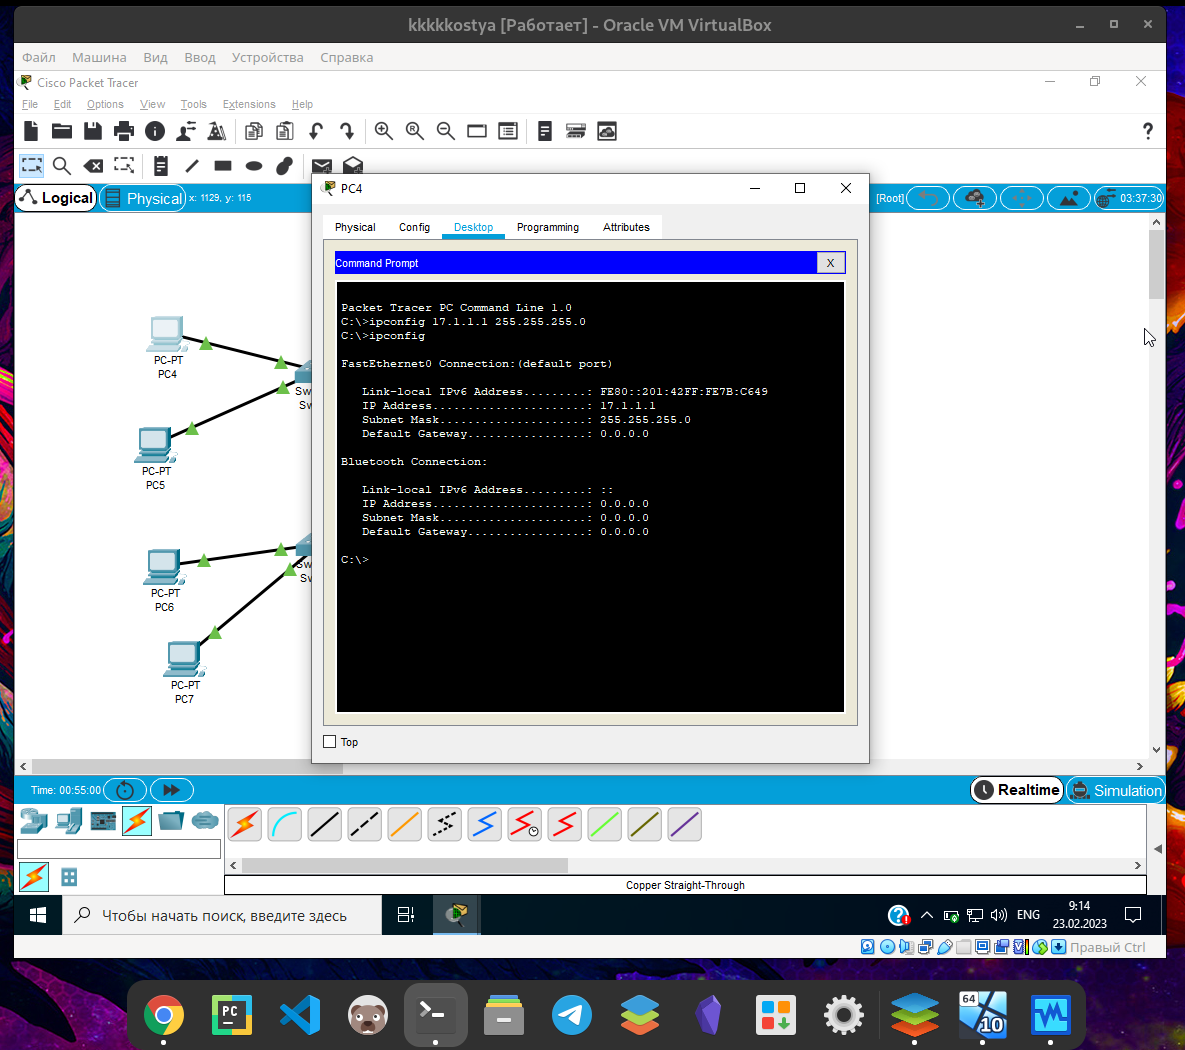 kkkkkostya [Работает] - Oracle VM VirtualBox
Файл Машина Вид Ввод Устройства Справка
Cisco Packet Tracer
File Edit Options View Tools Extensions Help
?
Logical Physical x: 1129, y: 115
[Root] 03:37:30
PC4
Physical Config Desktop Programming Attributes
Command Prompt X
Packet Tracer PC Command Line 1.0
C:\>ipconfig 17.1.1.1 255.255.255.0
C:\>ipconfig
FastEthernet0 Connection:(default port)
Link-local IPv6 Address.........: FE80::201:42FF:FE7B:C649
IP Address......................: 17.1.1.1
Subnet Mask.....................: 255.255.255.0
Default Gateway.................: 0.0.0.0
Bluetooth Connection:
Link-local IPv6 Address.........: ::
IP Address......................: 0.0.0.0
Subnet Mask.....................: 0.0.0.0
Default Gateway.................: 0.0.0.0
C:\>
Top
PC-PT
PC4
Sw
Sw
PC-PT
PC5
Sw
Sw
PC-PT
PC6
PC-PT
PC7
Time: 00:55:00
Realtime Simulation
Copper Straight-Through
Чтобы начать поиск, введите здесь
ENG
9:14
23.02.2023
Правый Ctrl
PC
64
10